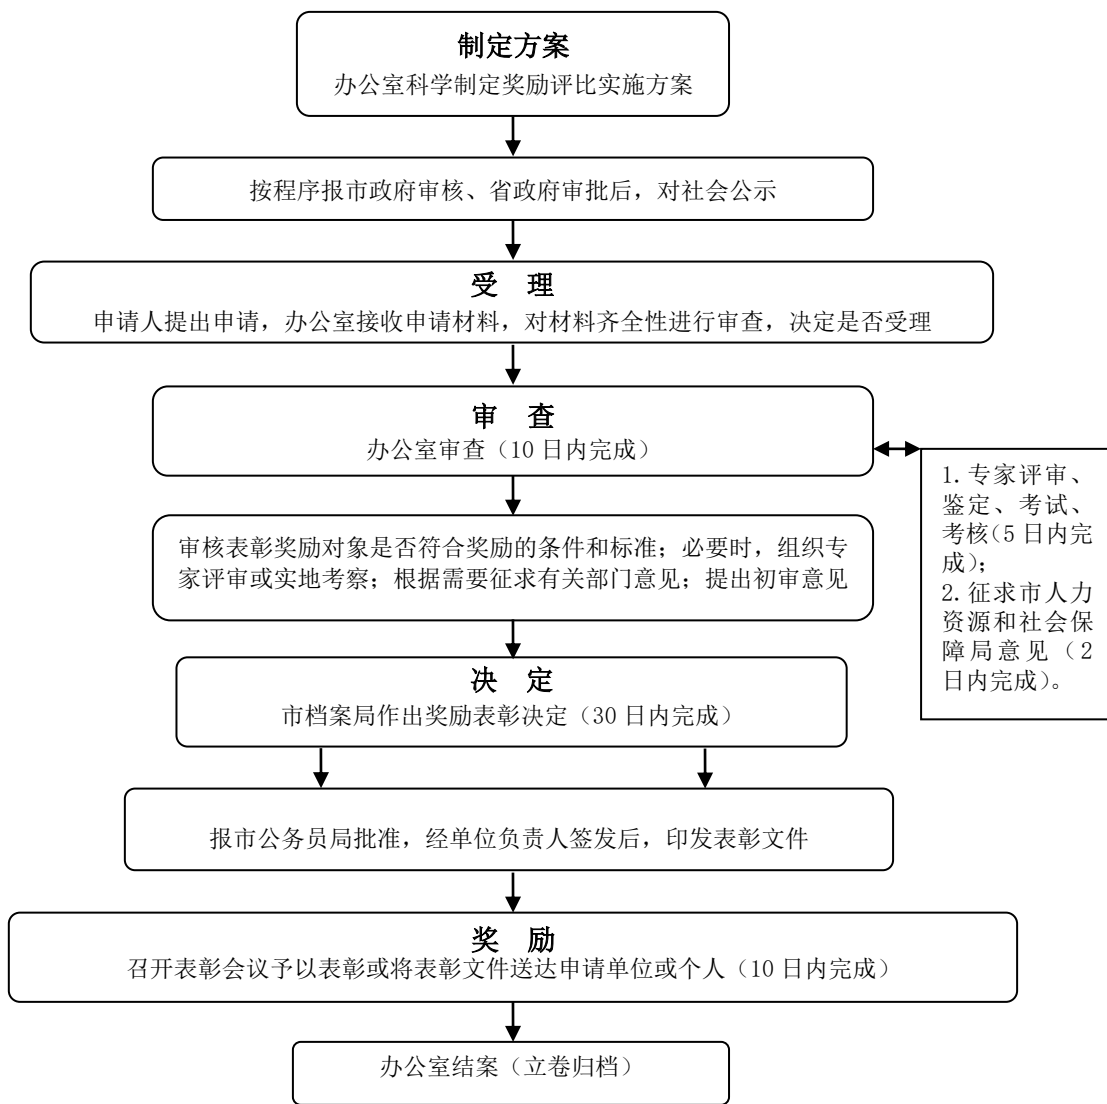 制定方案
办公室科学制定奖励评比实施方案
按程序报市政府审核、省政府审批后，对社会公示
受 理
申请人提出申请，办公室接收申请材料，对材料齐全性进行审查，决定是否受理
审 查
办公室审查（10 日内完成）
1. 专家评审、
鉴定、考试、
考核(5 日内完
成)；
2. 征求市人力
资源和社会保
障局意见（2
日内完成）。
审核表彰奖励对象是否符合奖励的条件和标准；必要时，组织专
家评审或实地考察；根据需要征求有关部门意见；提出初审意见
决 定
市档案局作出奖励表彰决定（30 日内完成）
报市公务员局批准，经单位负责人签发后，印发表彰文件
奖 励
召开表彰会议予以表彰或将表彰文件送达申请单位或个人（10 日内完成）
办公室结案（立卷归档）